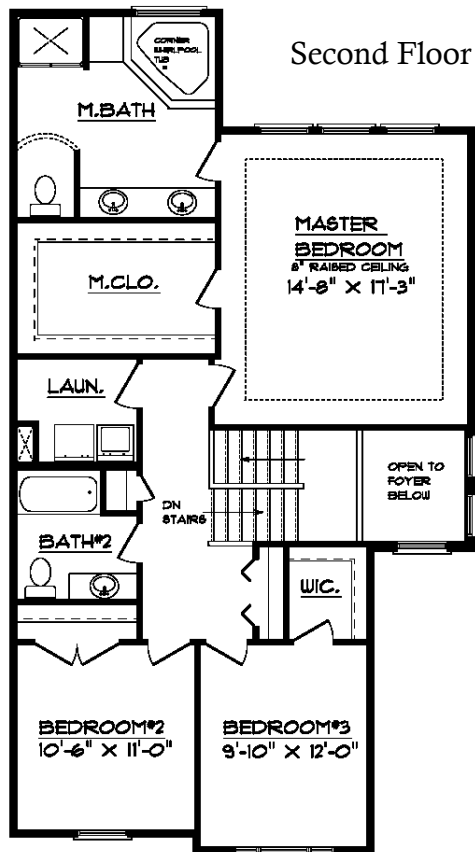 Second Floor
CORNER
WHIRLPOOL
TUB
M.BATH
MASTER
BEDROOM
8" RAISED CEILING
14'-8" X 17'-3"
M.CLO.
LAUN.
OPEN TO
FOYER
BELOW
DN
STAIRS
BATH#2
WIC.
BEDROOM#2
10'-6" X 11'-0"
BEDROOM#3
9'-10" X 12'-0"